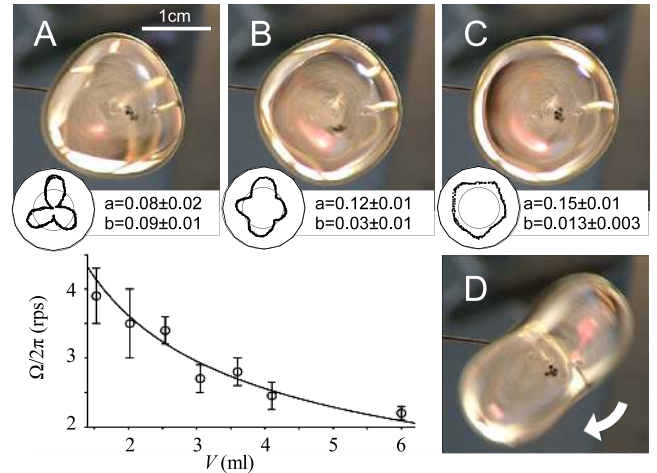 A
1cm
B
C
a=0.08±0.02
b=0.09±0.01
a=0.12±0.01
b=0.03±0.01
a=0.15±0.01
b=0.013±0.003
D
Ω/2π (rps)
4
3
2
2
3
4
5
6
V (ml)